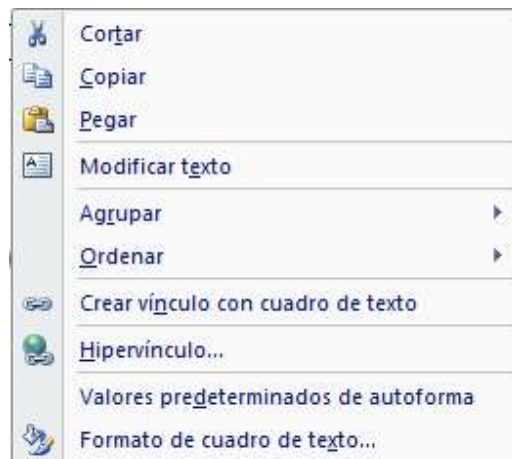 Cortar
Copiar
Pegar
Modificar texto
Agrupar
Ordenar
Crear vínculo con cuadro de texto
Hipervínculo...
Valores predeterminados de autoforma
Formato de cuadro de texto...